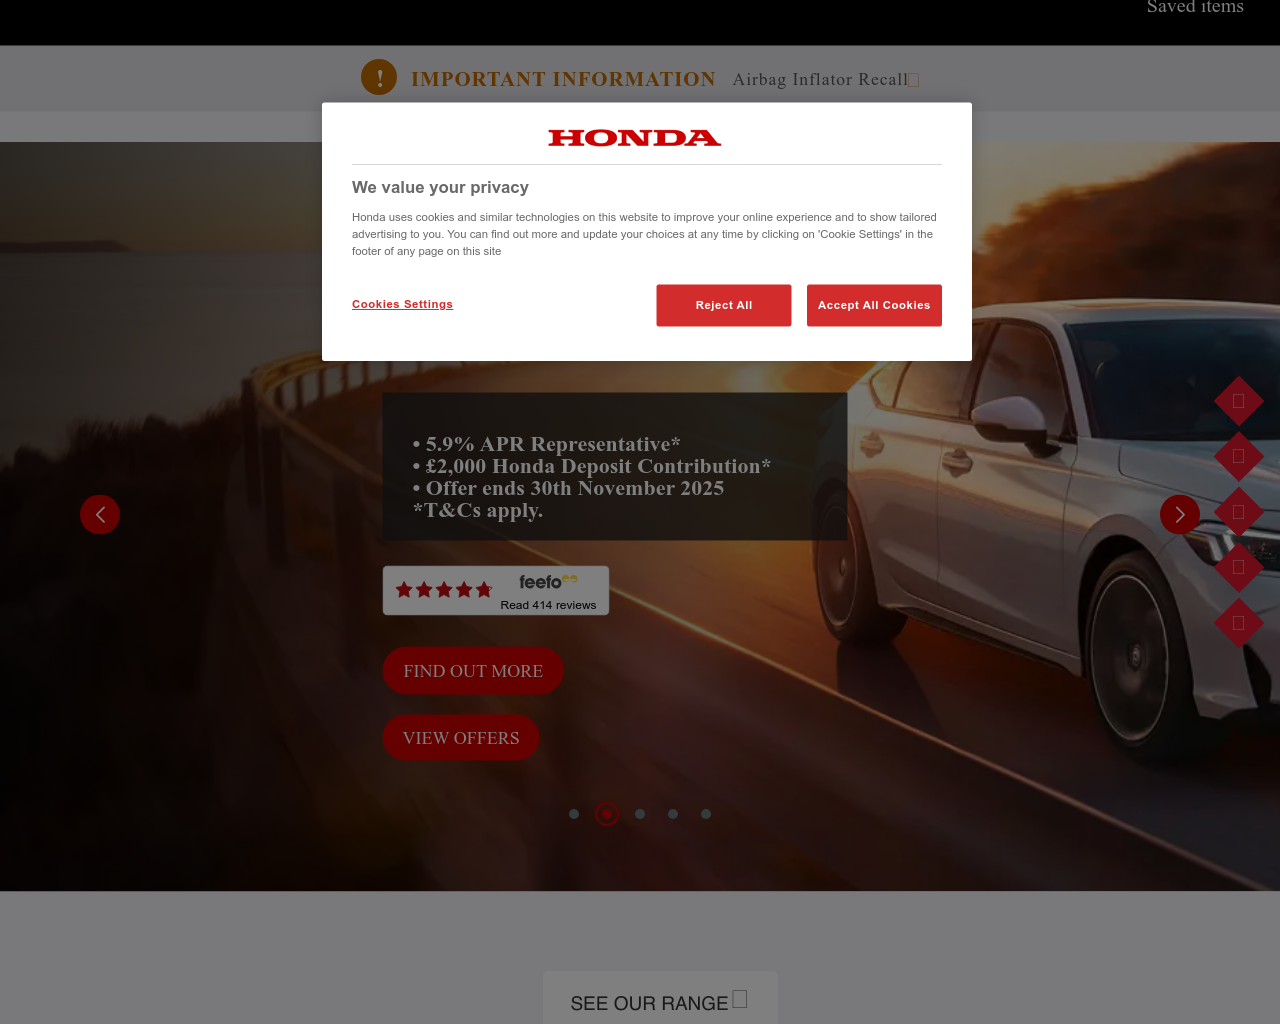 Saved items
! IMPORTANT INFORMATION Airbag Inflator Recall
HONDA
We value your privacy
Honda uses cookies and similar technologies on this website to improve your online experience and to show tailored
advertising to you. You can find out more and update your choices at any time by clicking on 'Cookie Settings' in the
footer of any page on this site
Cookies Settings
Reject All
Accept All Cookies
• 5.9% APR Representative*
• £2,000 Honda Deposit Contribution*
• Offer ends 30th November 2025
*T&Cs apply.
feefo
Read 414 reviews
FIND OUT MORE
VIEW OFFERS
SEE OUR RANGE